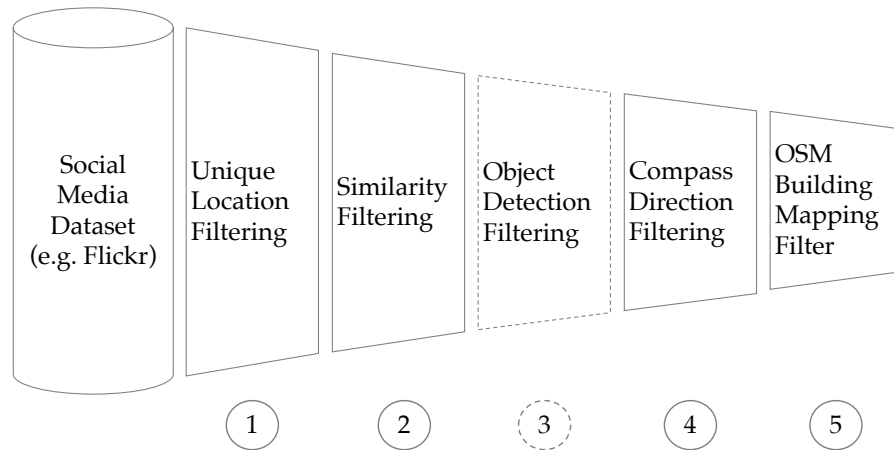 Social
Media
Dataset
(e.g. Flickr)
Unique
Location
Filtering
Similarity
Filtering
Object
Detection
Filtering
Compass
Direction
Filtering
OSM
Building
Mapping
Filter
1
2
3
4
5